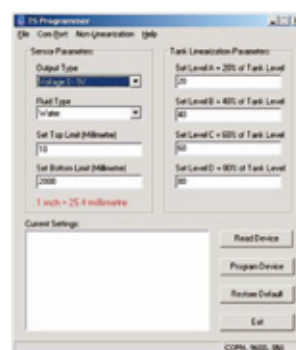 TS Programmer
File Com-Port Non-Linearization Help
Sensor Parameters
Output Type
Voltage 0 - 5V
Fluid Type
Water
Set Top Limit (Millimetre)
10
Set Bottom Limit (Millimetre)
2000
1 inch = 25.4 millimetre
Tank Linearization Parameters
Set Level A = 20% of Tank Level
20
Set Level B = 40% of Tank Level
40
Set Level C = 60% of Tank Level
60
Set Level D = 80% of Tank Level
80
Current Settings:
Read Device
Program Device
Restore Default
Exit